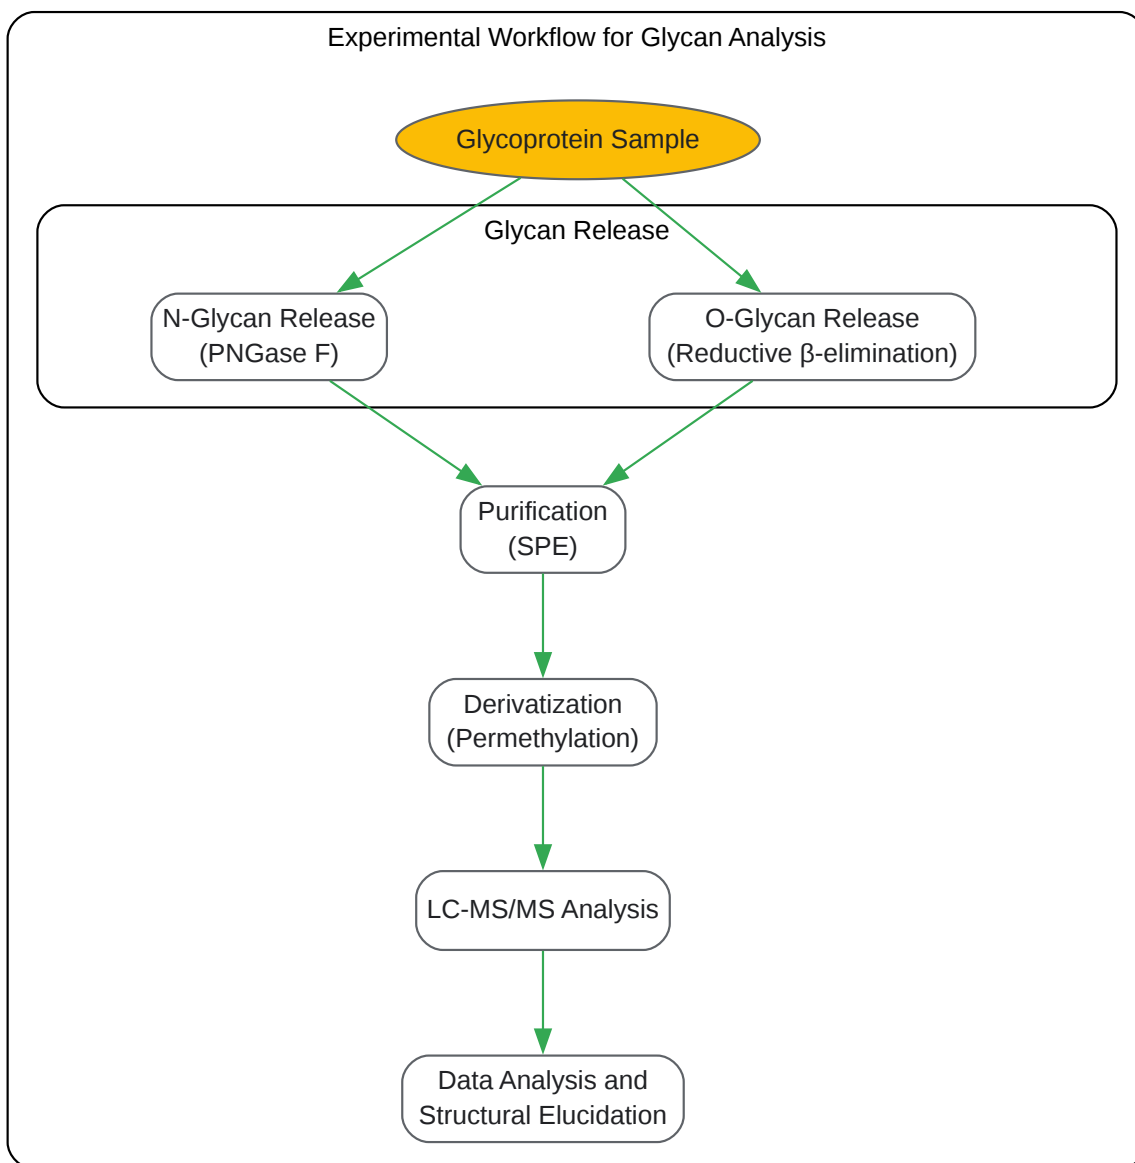 Experimental Workflow for Glycan Analysis
Glycoprotein Sample
Glycan Release
N-Glycan Release
(PNGase F)
O-Glycan Release
(Reductive β-elimination)
Purification
(SPE)
Derivatization
(Permethylation)
LC-MS/MS Analysis
Data Analysis and
Structural Elucidation